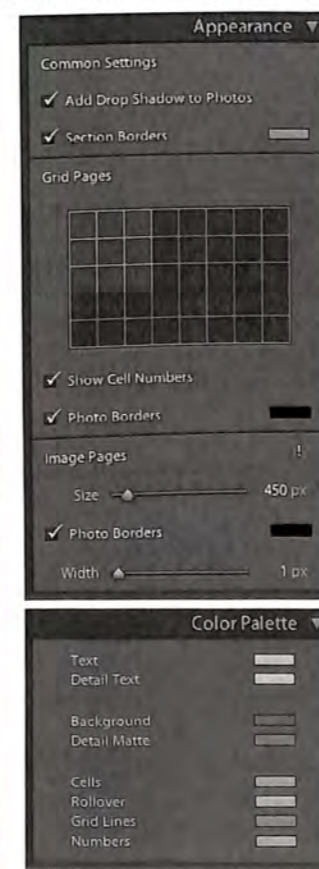 Appearance
Common Settings
Add Drop Shadow to Photos
Section Borders
Grid Pages
Show Cell Numbers
Photo Borders
Image Pages !
Size 450 px
Photo Borders
Width 1 px
Color Palette
Text
Detail Text
Background
Detail Matte
Cells
Rollover
Grid Lines
Numbers